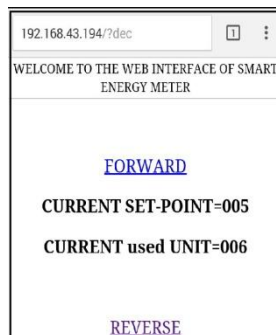 192.168.43.194/?dec
1
WELCOME TO THE WEB INTERFACE OF SMART
ENERGY METER
FORWARD
CURRENT SET-POINT=005
CURRENT used UNIT=006
REVERSE